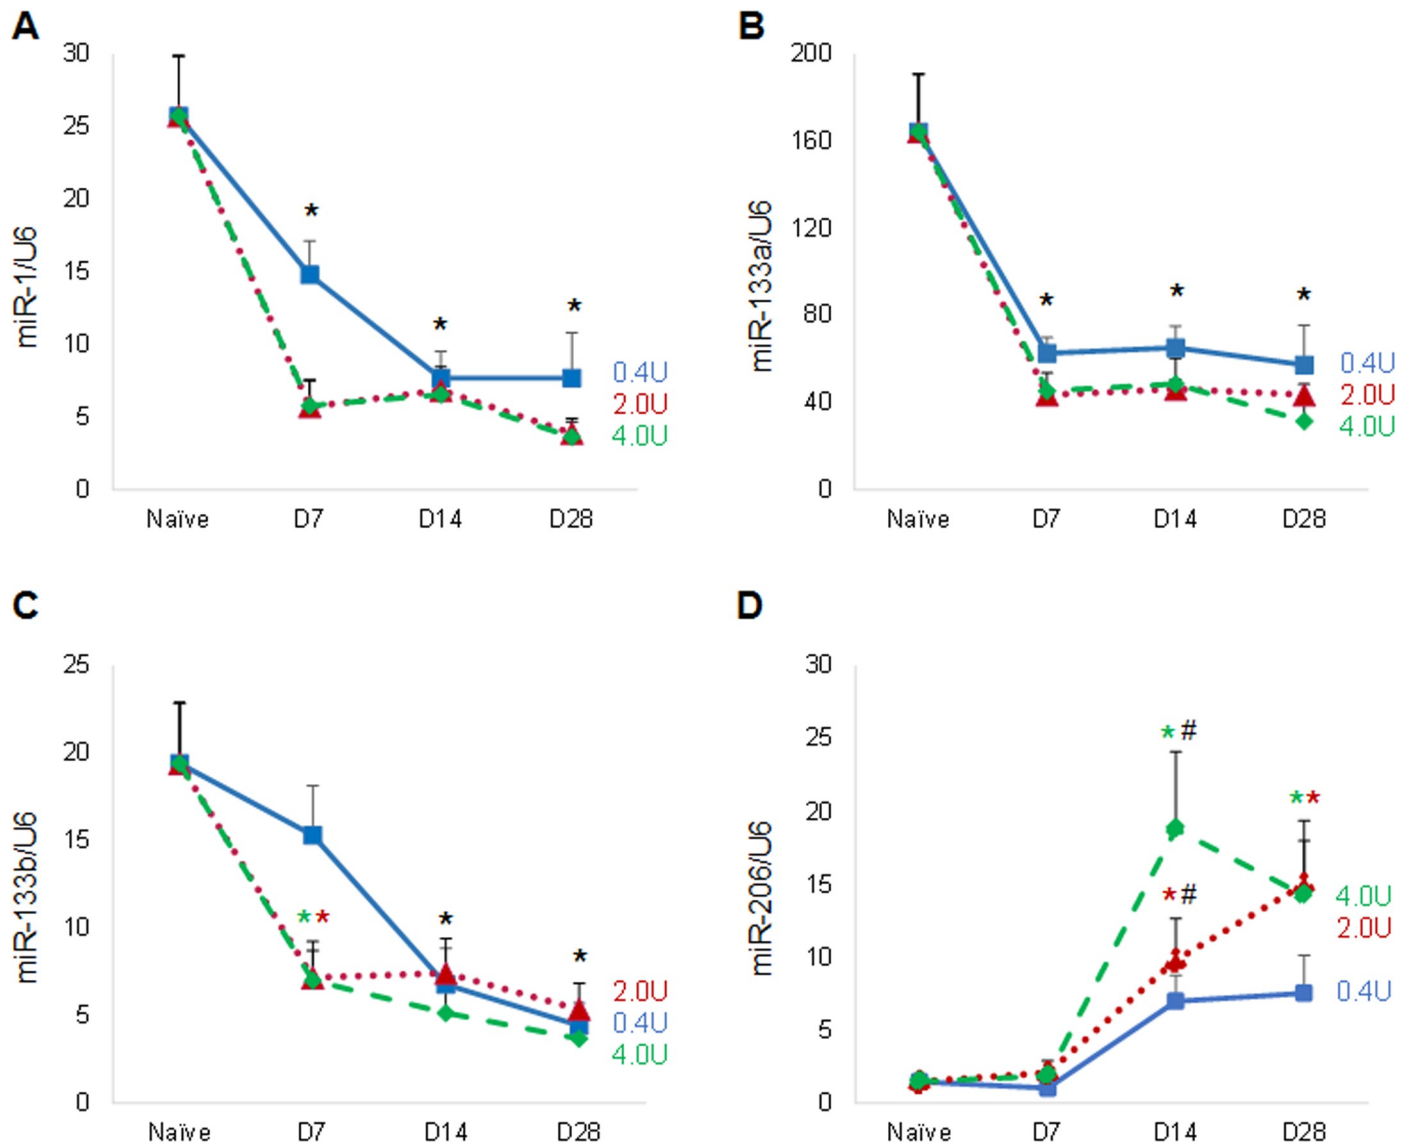 A
miR-1/U6
30
25
20
15
10
5
0
*
*
*
0.4U
2.0U
4.0U
Naïve D7 D14 D28
B
miR-133a/U6
200
160
120
80
40
0
*
*
*
0.4U
2.0U
4.0U
Naïve D7 D14 D28
C
miR-133b/U6
25
20
15
10
5
0
**
*
*
2.0U
0.4U
4.0U
Naïve D7 D14 D28
D
miR-206/U6
30
25
20
15
10
5
0
*#
*#
**
4.0U
2.0U
0.4U
Naïve D7 D14 D28